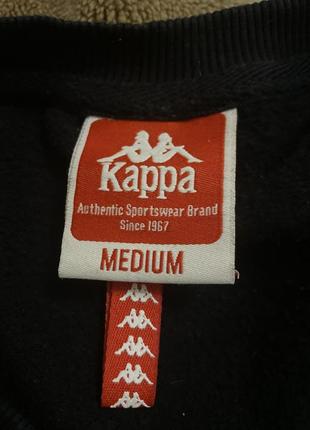 Kappa
Authentic Sportswear Brand
Since 1967
MEDIUM